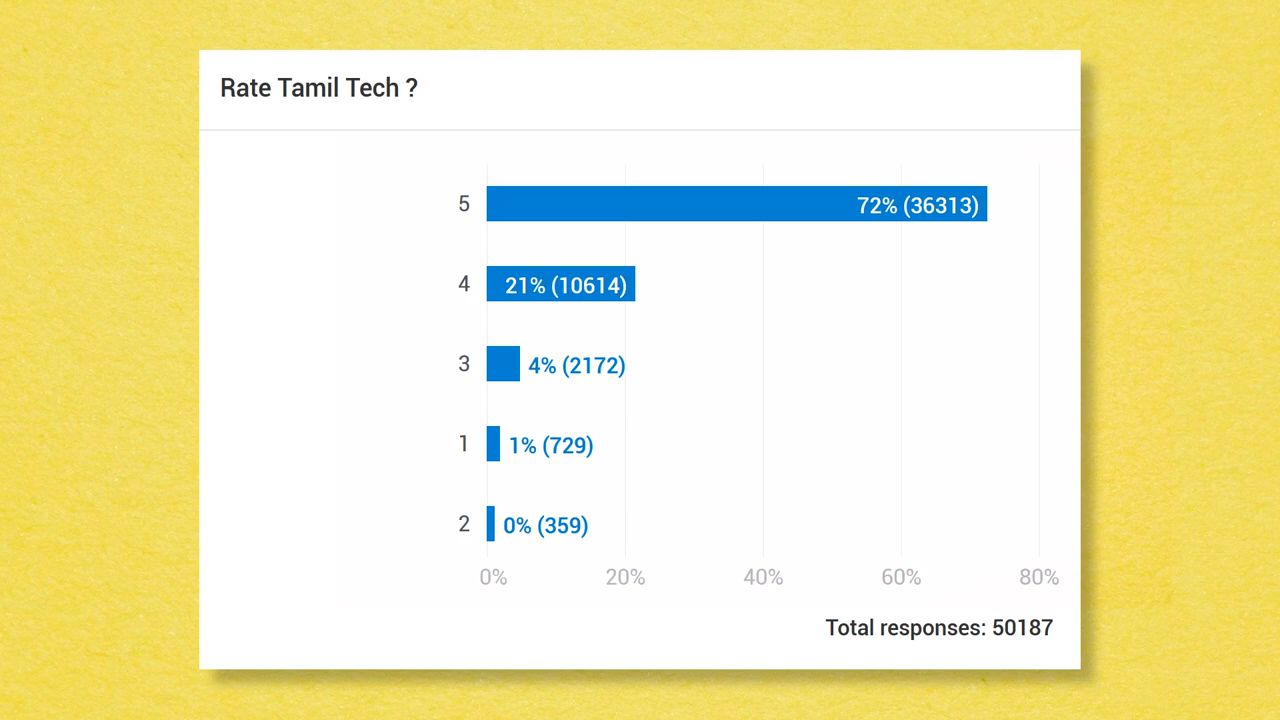 Rate Tamil Tech ?
5 72% (36313)
4 21% (10614)
3 4% (2172)
1 1% (729)
2 0% (359)
0% 20% 40% 60% 80%
Total responses: 50187